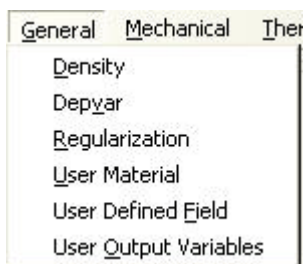 General Mechanical Ther
Density
Depvar
Regularization
User Material
User Defined Field
User Output Variables